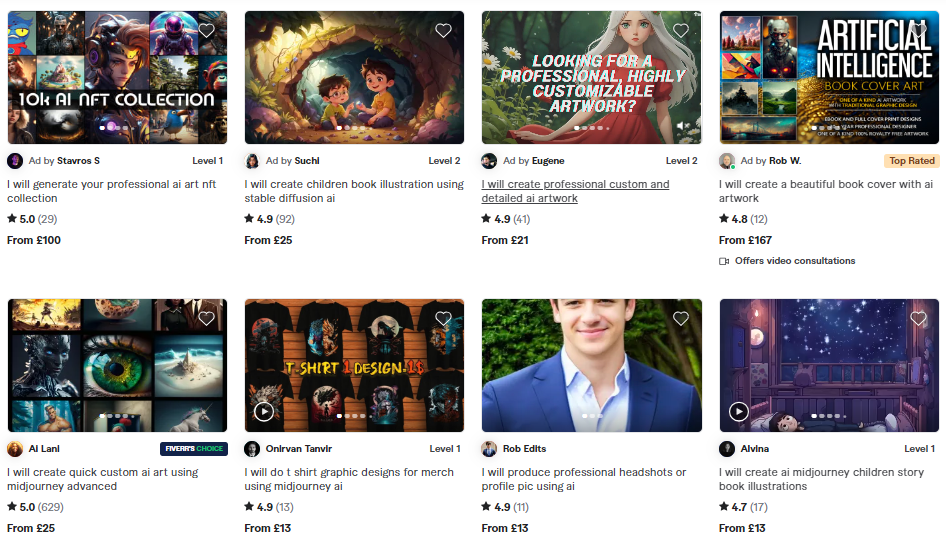 10k AI NFT COLLECTION
LOOKING FOR A
PROFESSIONAL, HIGHLY
CUSTOMIZABLE
ARTWORK?
ARTIFICIAL
INTELLIGENCE
BOOK COVER ART
ONE OF A KIND AI ARTWORK
WITH TRADITIONAL GRAPHIC DESIGN
EBOOK AND FULL COVER PRINT DESIGNS
YEAR PROFESSIONAL DESIGNER
ONE OF A KIND 100% ROYALTY FREE ARTWORK
Ad by Stavros S Level 1
Ad by Suchi Level 2
Ad by Eugene Level 2
Ad by Rob W. Top Rated
I will generate your professional ai art nft
collection
I will create children book illustration using
stable diffusion ai
I will create professional custom and
detailed ai artwork
I will create a beautiful book cover with ai
artwork
5.0 (29)
4.9 (92)
4.9 (41)
4.8 (12)
From £100
From £25
From £21
From £167
Offers video consultations
T-SHIRT 1 DESIGN-1$
Ai Lani FIVERR'S CHOICE
Onirvan Tanvir Level 1
Rob Edits
Alvina Level 1
I will create quick custom ai art using
midjourney advanced
I will do t shirt graphic designs for merch
using midjourney ai
I will produce professional headshots or
profile pic using ai
I will create ai midjourney children story
book illustrations
5.0 (629)
4.9 (13)
4.9 (11)
4.7 (17)
From £25
From £13
From £13
From £13